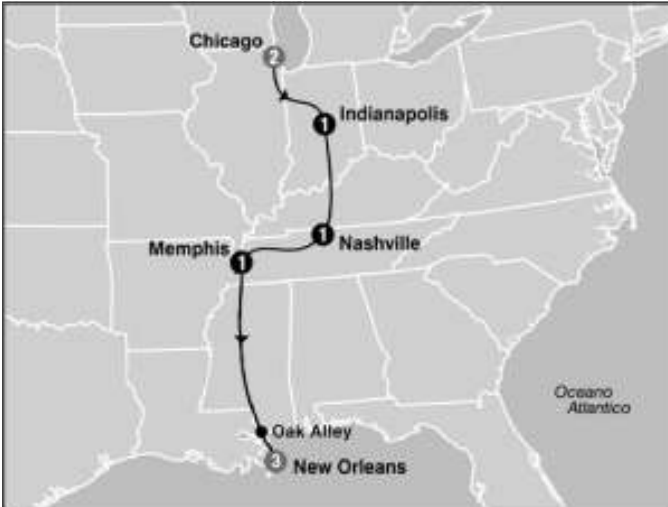 Chicago
2
Indianapolis
1
Nashville
1
Memphis
1
Oceano
Atlantico
Oak Alley
3
New Orleans